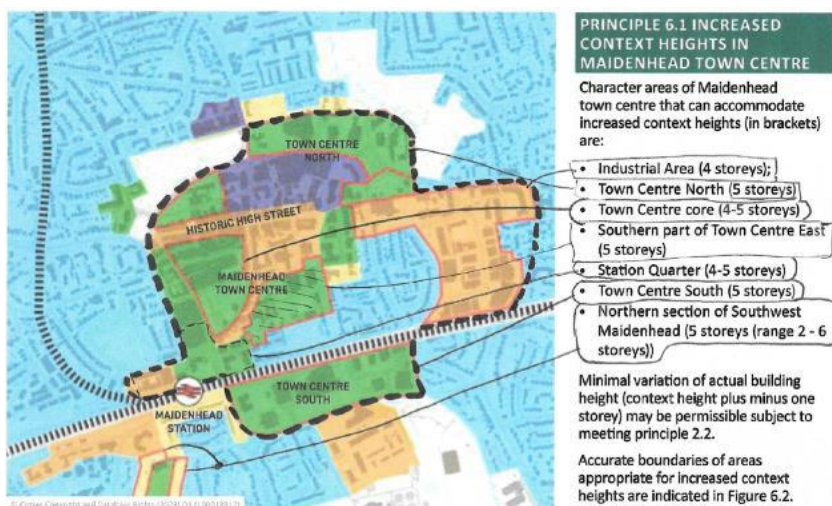 TOWN CENTRE
NORTH
HISTORIC HIGH STREET
MAIDENHEAD
TOWN CENTRE
TOWN CENTRE
SOUTH
MAIDENHEAD
STATION
PRINCIPLE 6.1 INCREASED
CONTEXT HEIGHTS IN
MAIDENHEAD TOWN CENTRE
Character areas of Maidenhead
town centre that can accommodate
increased context heights (in brackets)
are:
• Industrial Area (4 storeys);
• Town Centre North (5 storeys)
• Town Centre core (4-5 storeys)
• Southern part of Town Centre East
(5 storeys)
• Station Quarter (4-5 storeys)
• Town Centre South (5 storeys)
• Northern section of Southwest
Maidenhead (5 storeys (range 2 - 6
storeys))
Minimal variation of actual building
height (context height plus minus one
storey) may be permissible subject to
meeting principle 2.2.
Accurate boundaries of areas
appropriate for increased context
heights are indicated in Figure 6.2.